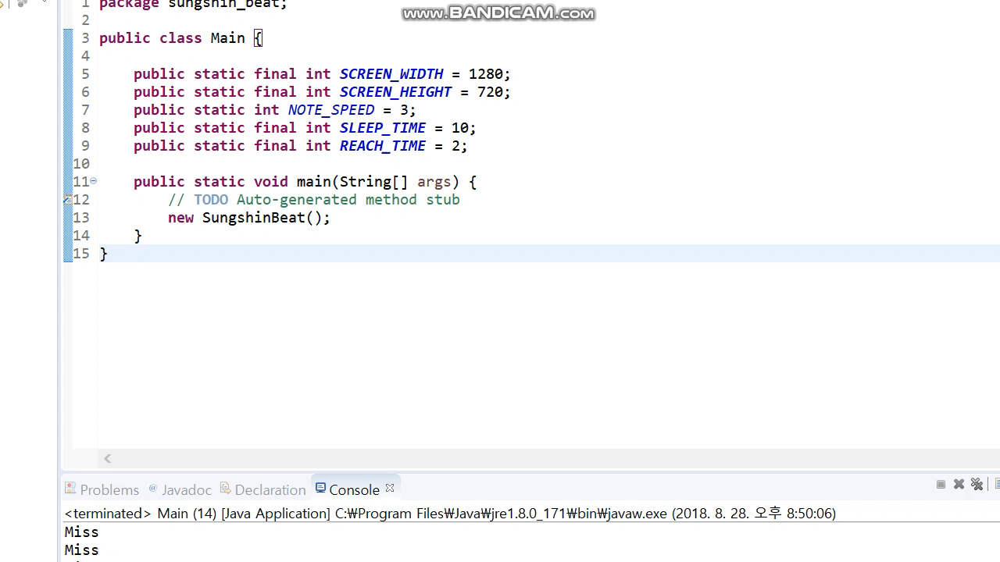 www.BANDICAM.com
1 package sungshin_beat;
2
3 public class Main {
4
5 public static final int SCREEN_WIDTH = 1280;
6 public static final int SCREEN_HEIGHT = 720;
7 public static int NOTE_SPEED = 3;
8 public static final int SLEEP_TIME = 10;
9 public static final int REACH_TIME = 2;
10
11 public static void main(String[] args) {
12 // TODO Auto-generated method stub
13 new SungshinBeat();
14 }
15 }
Problems @ Javadoc Declaration Console
<terminated> Main (14) [Java Application] C:₩Program Files₩Java₩jre1.8.0_171₩bin₩javaw.exe (2018. 8. 28. 오후 8:50:06)
Miss
Miss